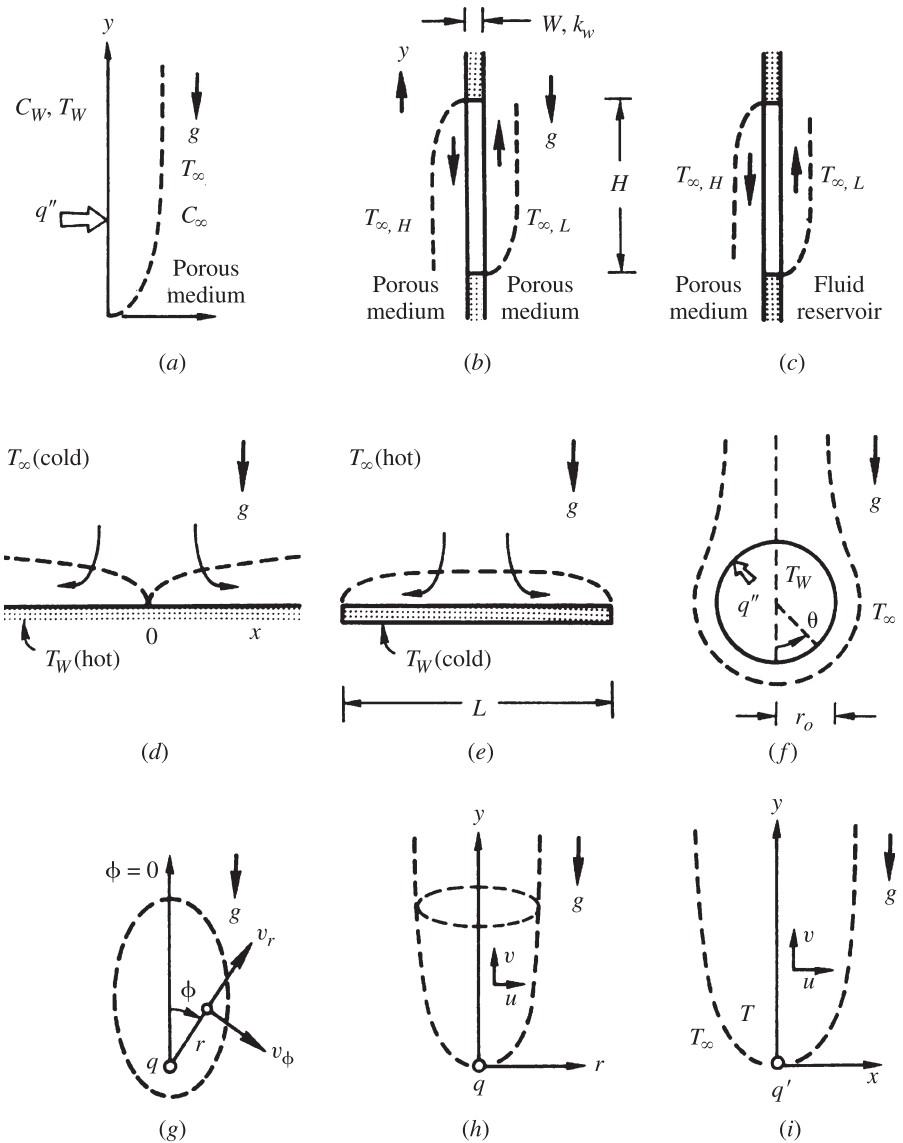 y
C_W, T_W
g
T_∞
q″
C_∞
Porous
medium
(a)
W, k_w
y
g
H
T_∞,H
T_∞,L
Porous
medium
Porous
medium
(b)
T_∞,H
T_∞,L
Porous
medium
Fluid
reservoir
(c)
T_∞(cold)
g
0
x
T_W(hot)
(d)
T_∞(hot)
g
T_W(cold)
L
(e)
g
T_W
q″
θ
T_∞
r_o
(f)
ϕ = 0
g
v_r
ϕ
r
q
v_ϕ
(g)
y
g
v
u
q
r
(h)
y
g
v
u
T
T_∞
q′
x
(i)